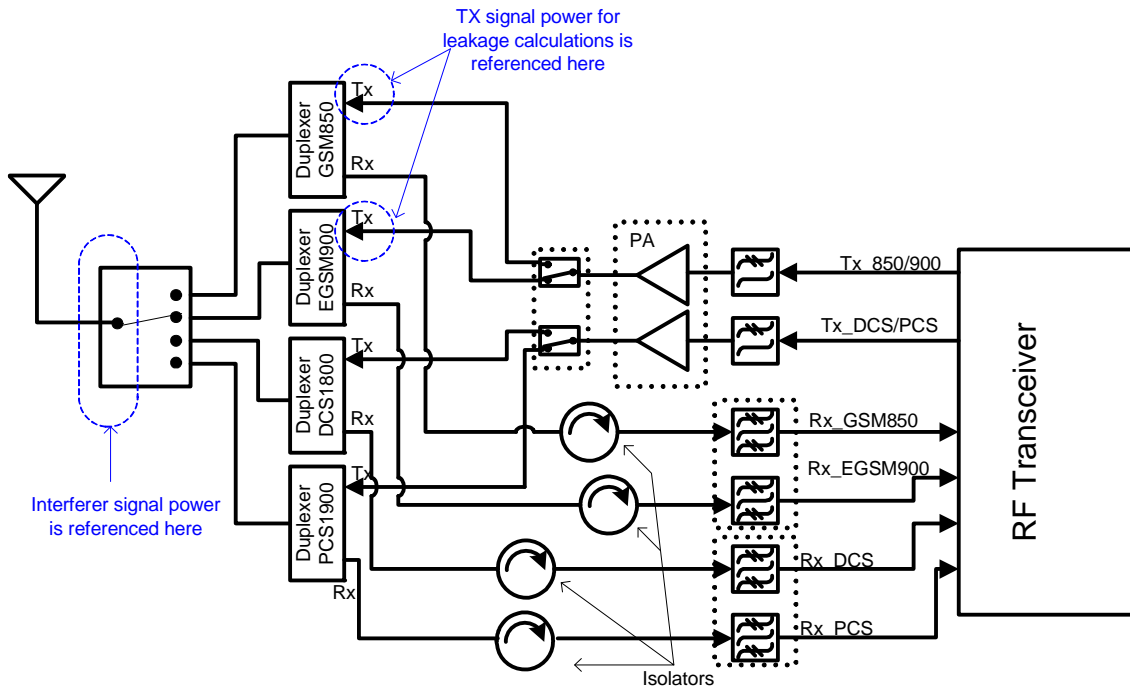 TX signal power for
leakage calculations is
referenced here
Duplexer
GSM850
Tx
Rx
Duplexer
EGSM900
Tx
Rx
Duplexer
DCS1800
Tx
Rx
Duplexer
PCS1900
Tx
Rx
PA
Tx_850/900
Tx_DCS/PCS
Rx_GSM850
Rx_EGSM900
Rx_DCS
Rx_PCS
RF Transceiver
Interferer signal power
is referenced here
Isolators